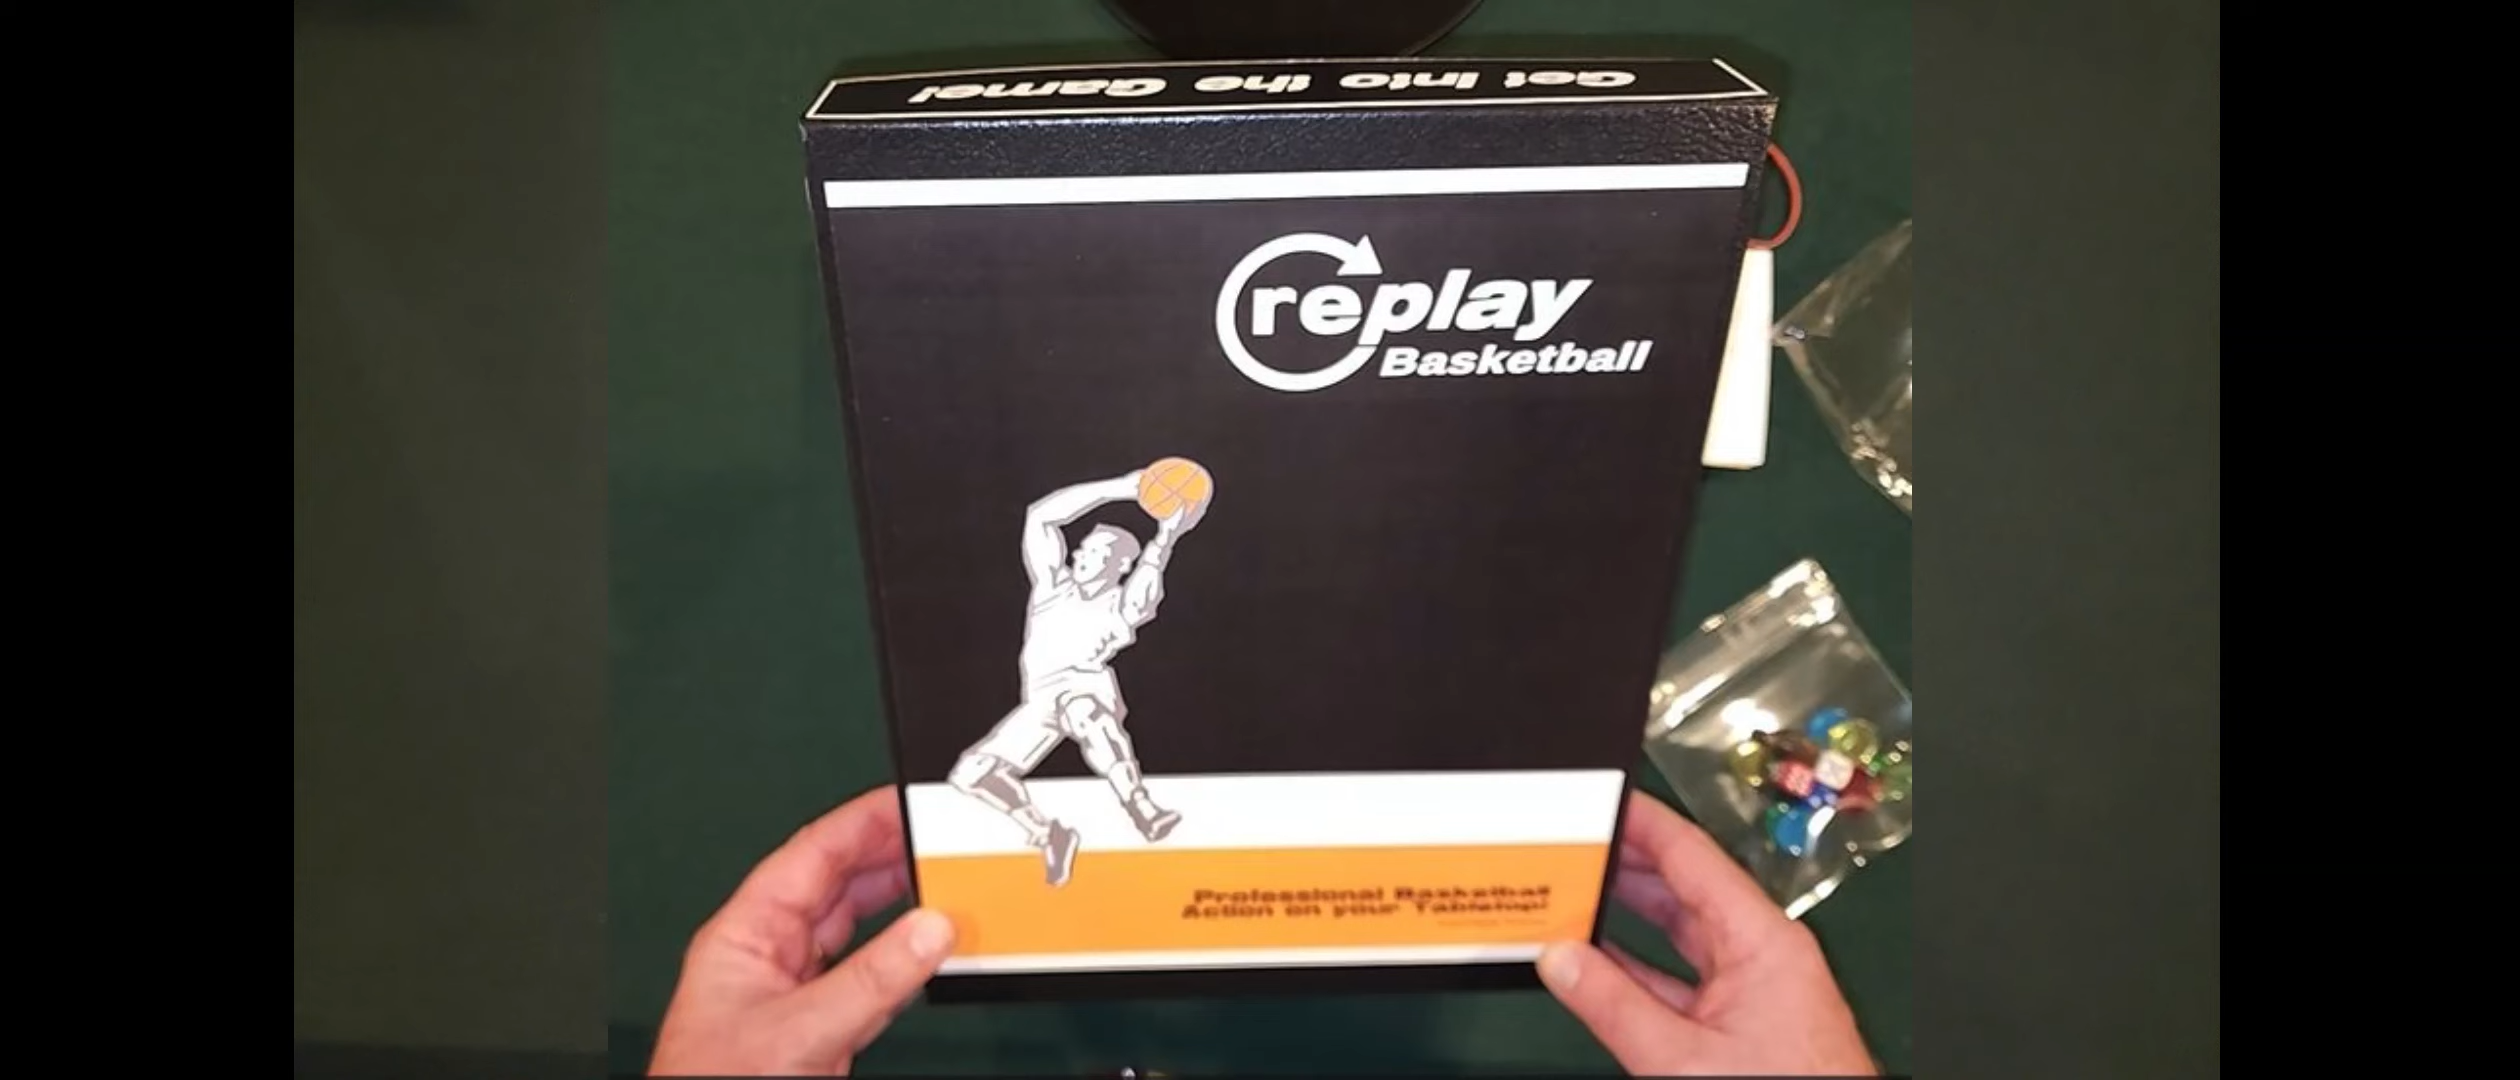 Get Into the Game!
replay
Basketball
Professional Basketball
Action on your Tabletop!